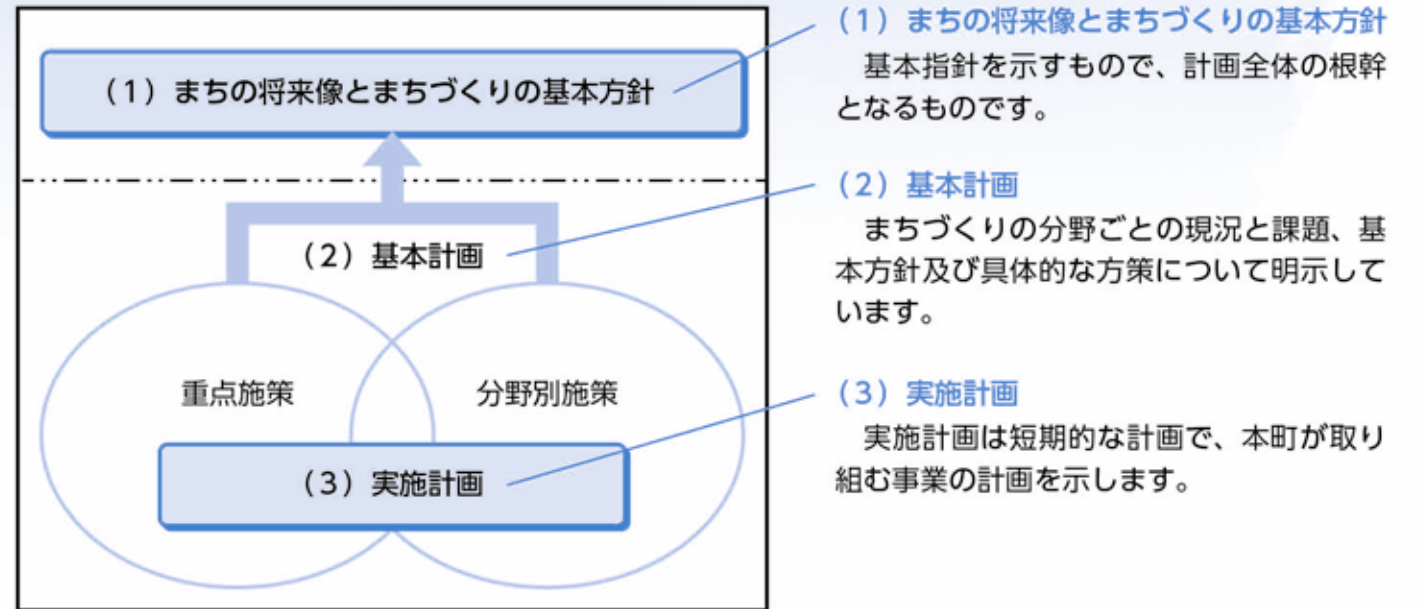 (1)まちの将来像とまちづくりの基本方針
(2)基本計画
重点施策
分野別施策
(3)実施計画
(1)まちの将来像とまちづくりの基本方針
基本指針を示すもので、計画全体の根幹
となるものです。
(2)基本計画
まちづくりの分野ごとの現況と課題、基
本方針及び具体的な方策について明示して
います。
(3)実施計画
実施計画は短期的な計画で、本町が取り
組む事業の計画を示します。